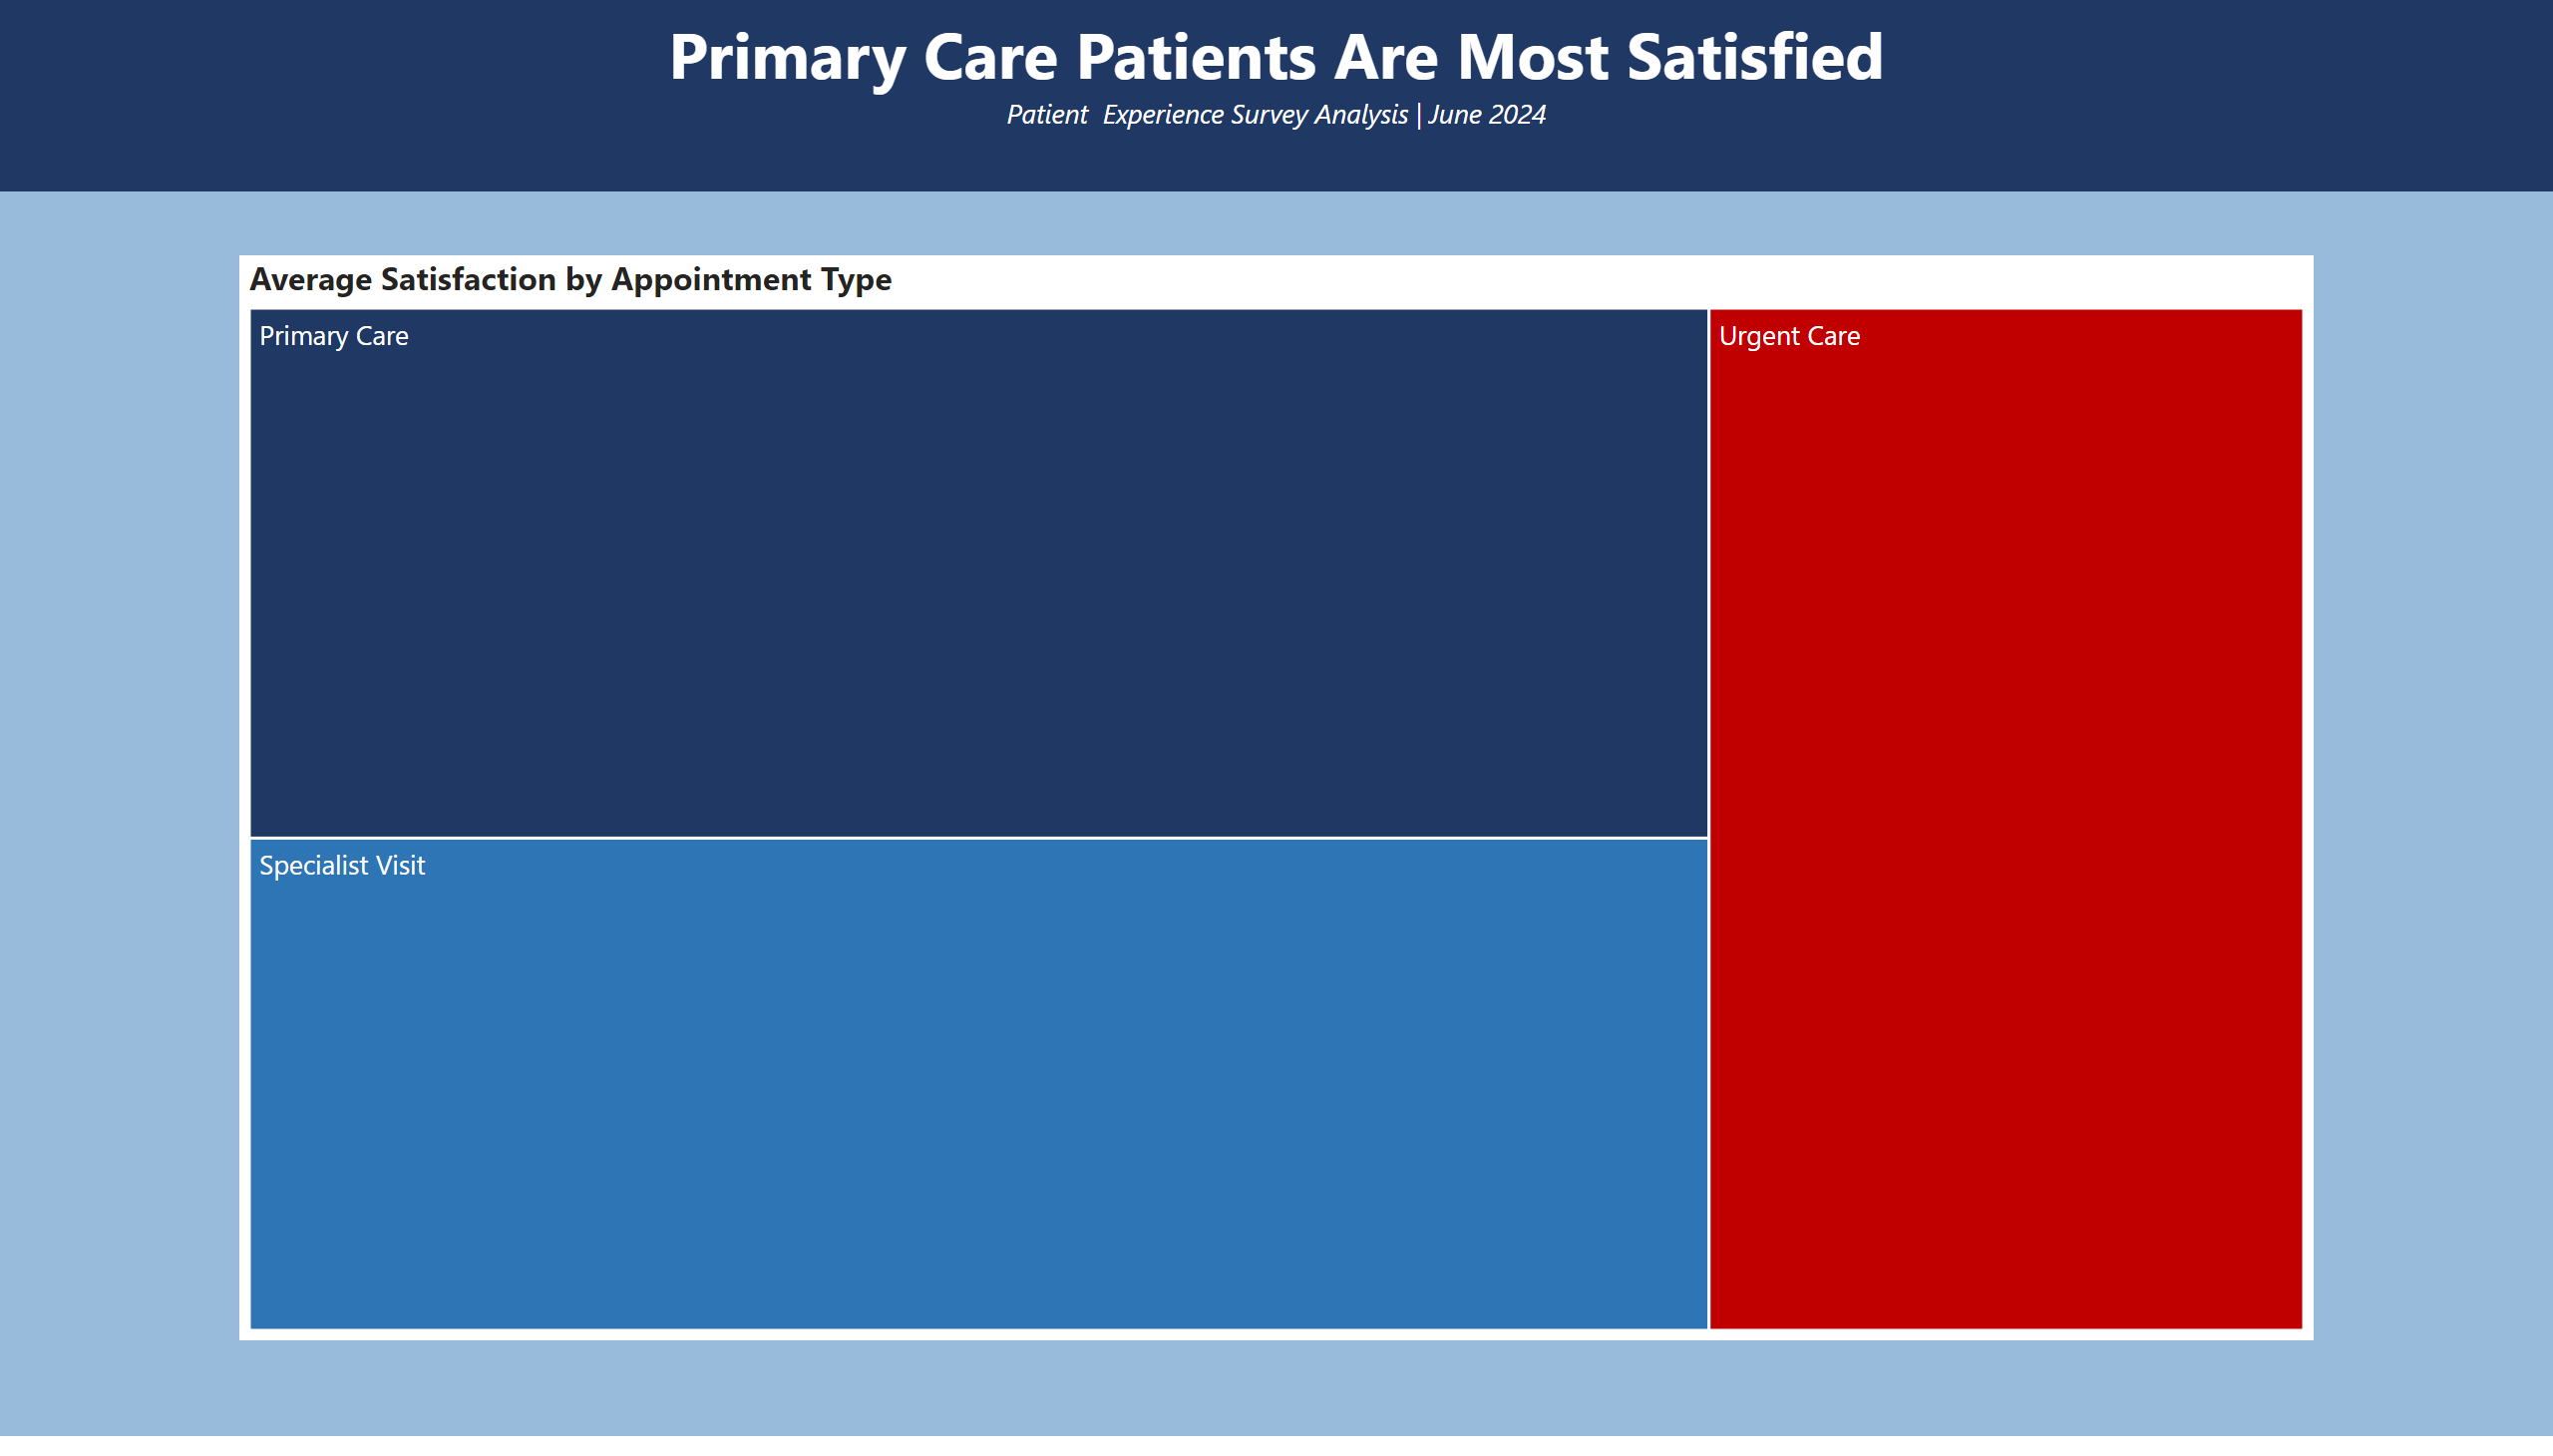 Primary Care Patients Are Most Satisfied
Patient  Experience Survey Analysis | June 2024
Average Satisfaction by Appointment Type
Primary Care
Urgent Care
Specialist Visit